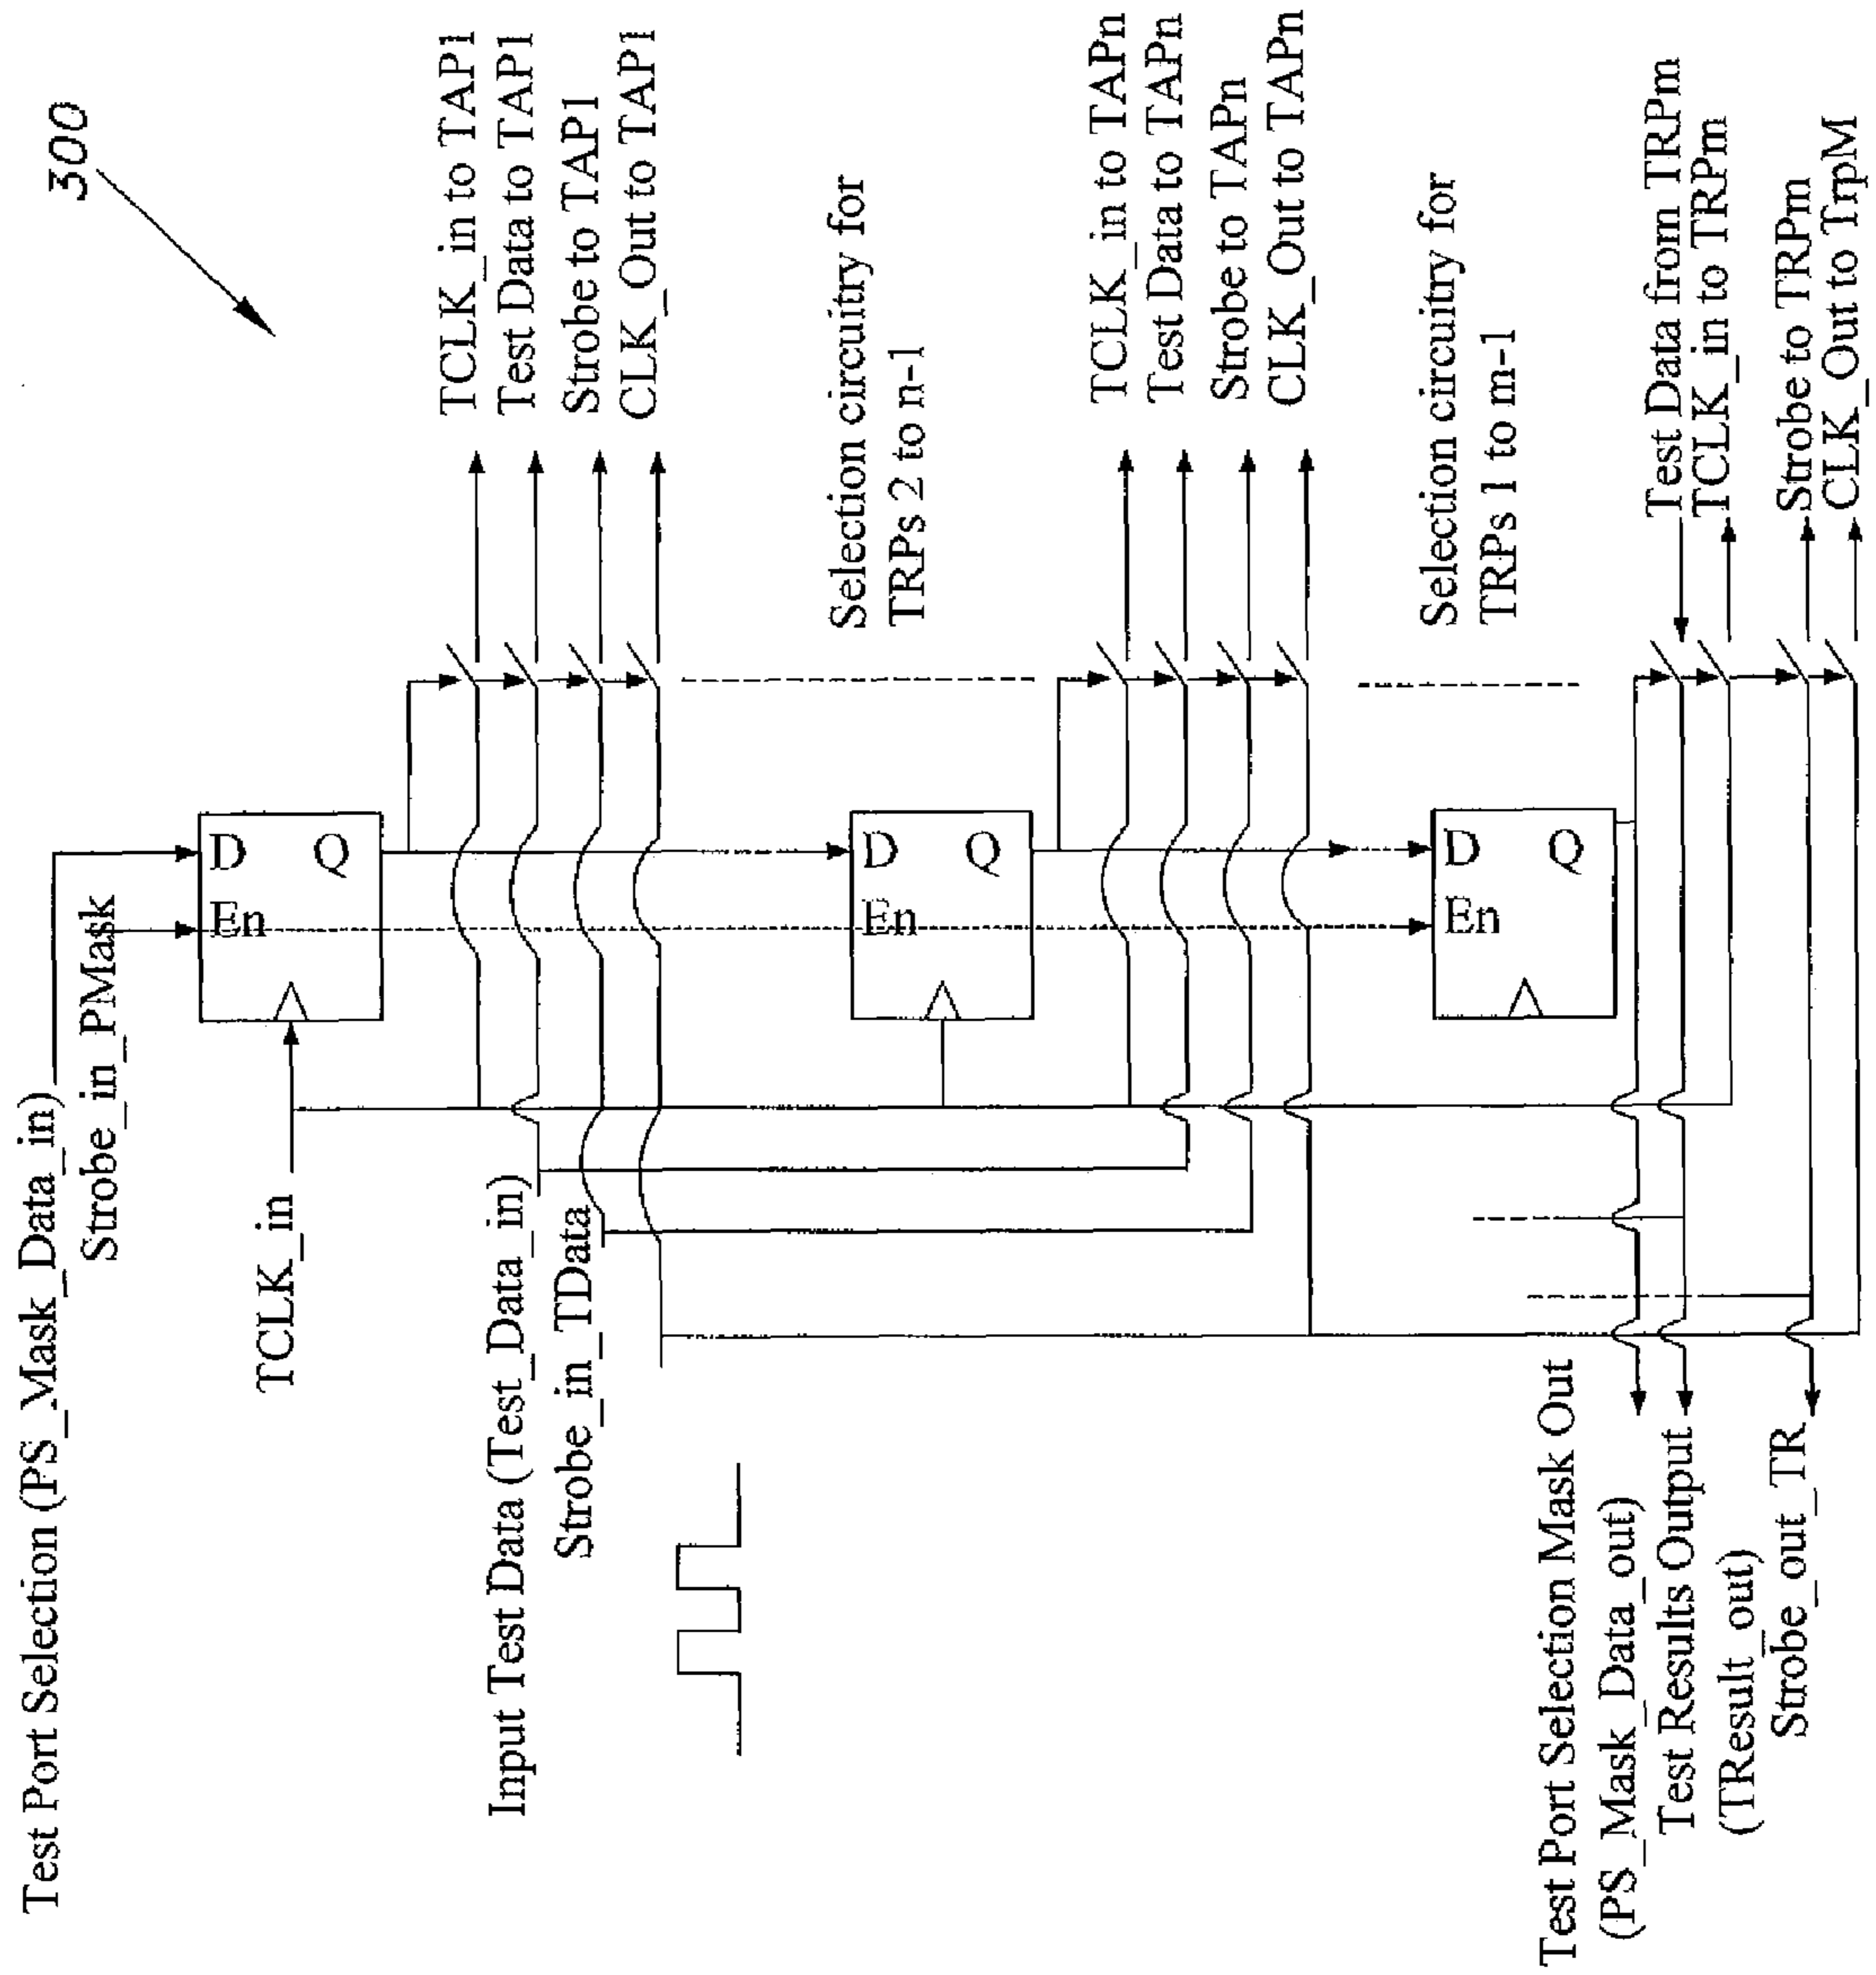 300
Test Port Selection (PS_Mask_Data_in)
Strobe_in_PMask
TCLK_in
Input Test Data (Test_Data_in)
Strobe_in_TData
D Q
En
D Q
En
D Q
En
TCLK_in to TAP1
Test Data to TAP1
Strobe to TAP1
CLK_Out to TAP1
Selection circuitry for
TRPs 2 to n-1
TCLK_in to TAPn
Test Data to TAPn
Strobe to TAPn
CLK_Out to TAPn
Selection circuitry for
TRPs 1 to m-1
Test Data from TRPm
TCLK_in to TRPm
Strobe to TRPm
CLK_Out to TrpM
Test Port Selection Mask Out
(PS_Mask_Data_out)
Test Results Output
(TResult_out)
Strobe_out_TR